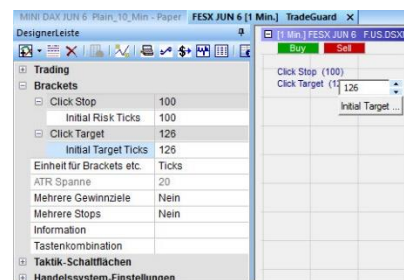 MINI DAX JUN 6 Plain_10_Min - Paper FESX JUN 6 [1 Min.] TradeGuard X
DesignerLeiste
[1 Min.] FESX JUN 6 F.US.DSX
Buy Sell
Trading
Brackets
Click Stop 100
Initial Risk Ticks 100
Click Target 126
Initial Target Ticks 126
Einheit für Brackets etc. Ticks
ATR Spanne 20
Mehrere Gewinnziele Nein
Mehrere Stops Nein
Information
Tastenkombination
Taktik-Schaltflächen
Handelssystem-Einstellungen
Click Stop (100)
Click Target
126
Initial Target ...